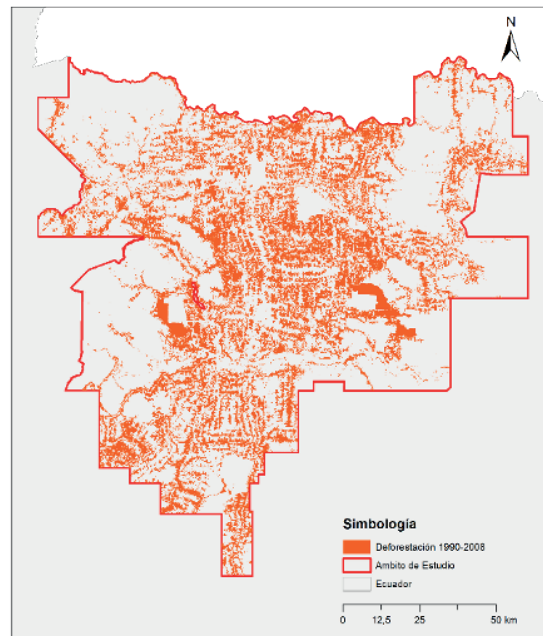 N
Simbología
Deforestación 1990-2008
Ambito de Estudio
Ecuador
0 12,5 25 50 km